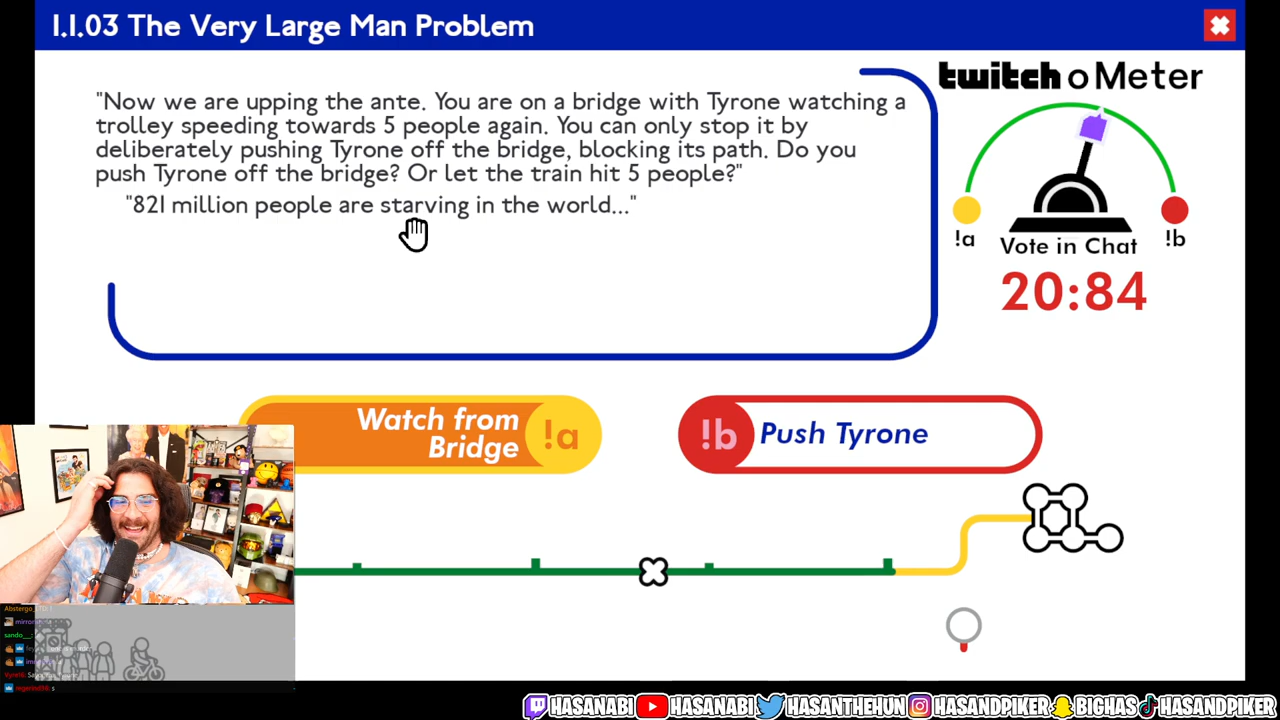 1.1.03 The Very Large Man Problem
"Now we are upping the ante. You are on a bridge with Tyrone watching a
trolley speeding towards 5 people again. You can only stop it by
deliberately pushing Tyrone off the bridge, blocking its path. Do you
push Tyrone off the bridge? Or let the train hit 5 people?"
"821 million people are starving in the world..."
twitch o Meter
!a
Vote in Chat
!b
20:84
Watch from
Bridge
!a
!b Push Tyrone
sando__:
s
HASANABI HASANABI HASANTHEHUN HASANDPIKER BIGHAS HASANDPIKER